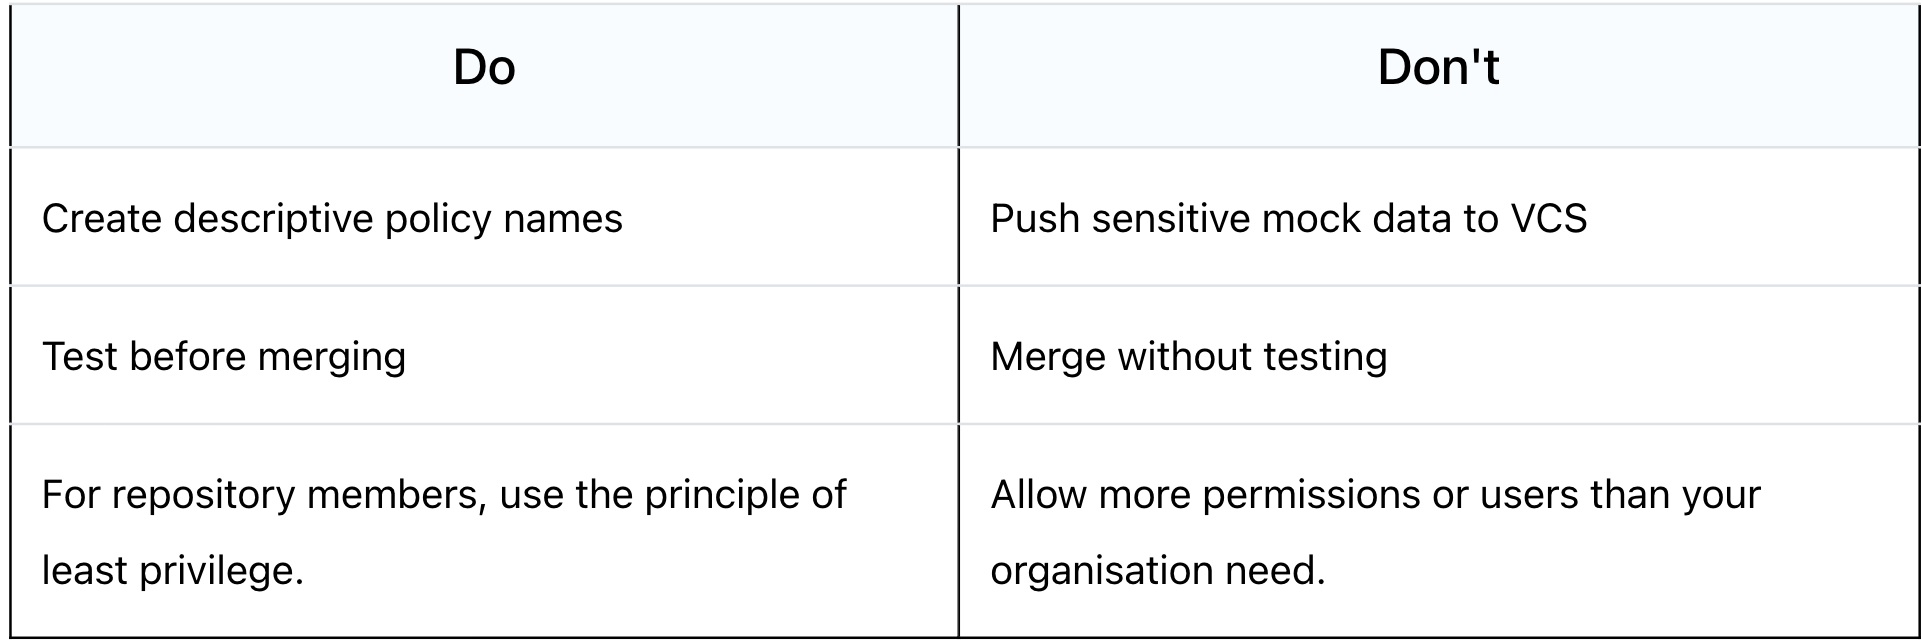 Do
Don't
Create descriptive policy names
Push sensitive mock data to VCS
Test before merging
Merge without testing
For repository members, use the principle of
least privilege.
Allow more permissions or users than your
organisation need.